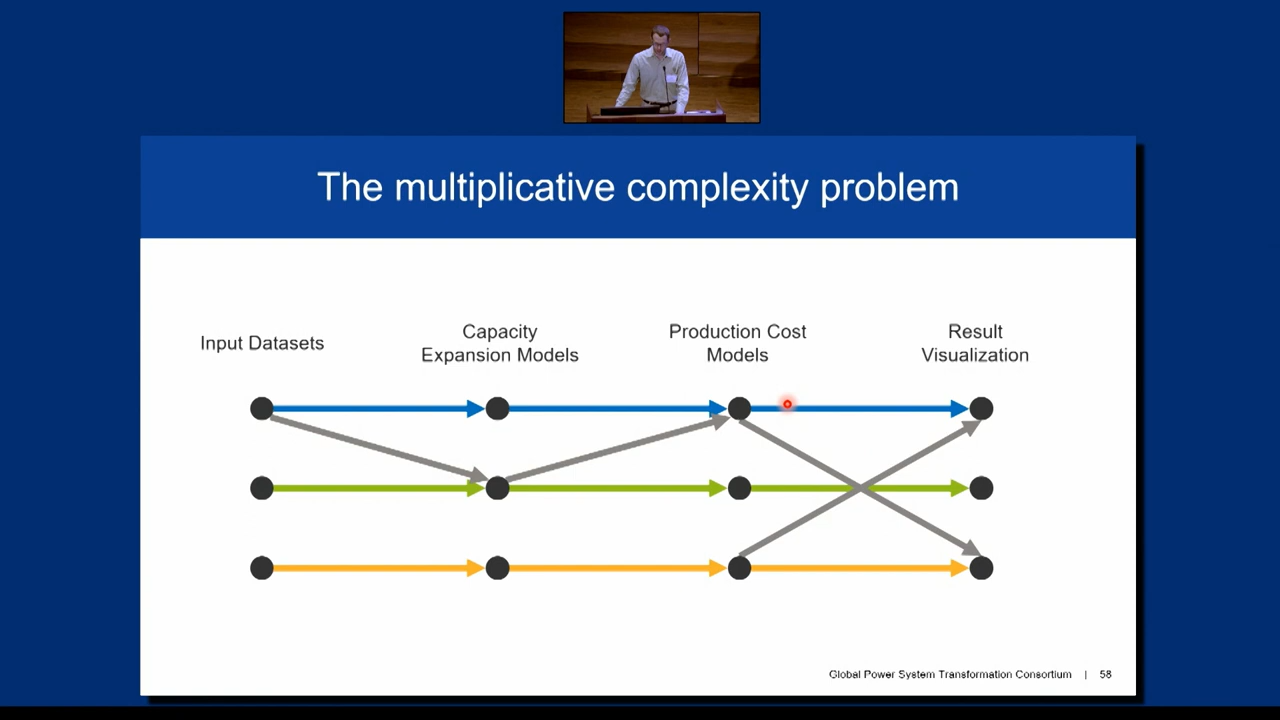 The multiplicative complexity problem
Input Datasets
Capacity
Expansion Models
Production Cost
Models
Result
Visualization
Global Power System Transformation Consortium | 58